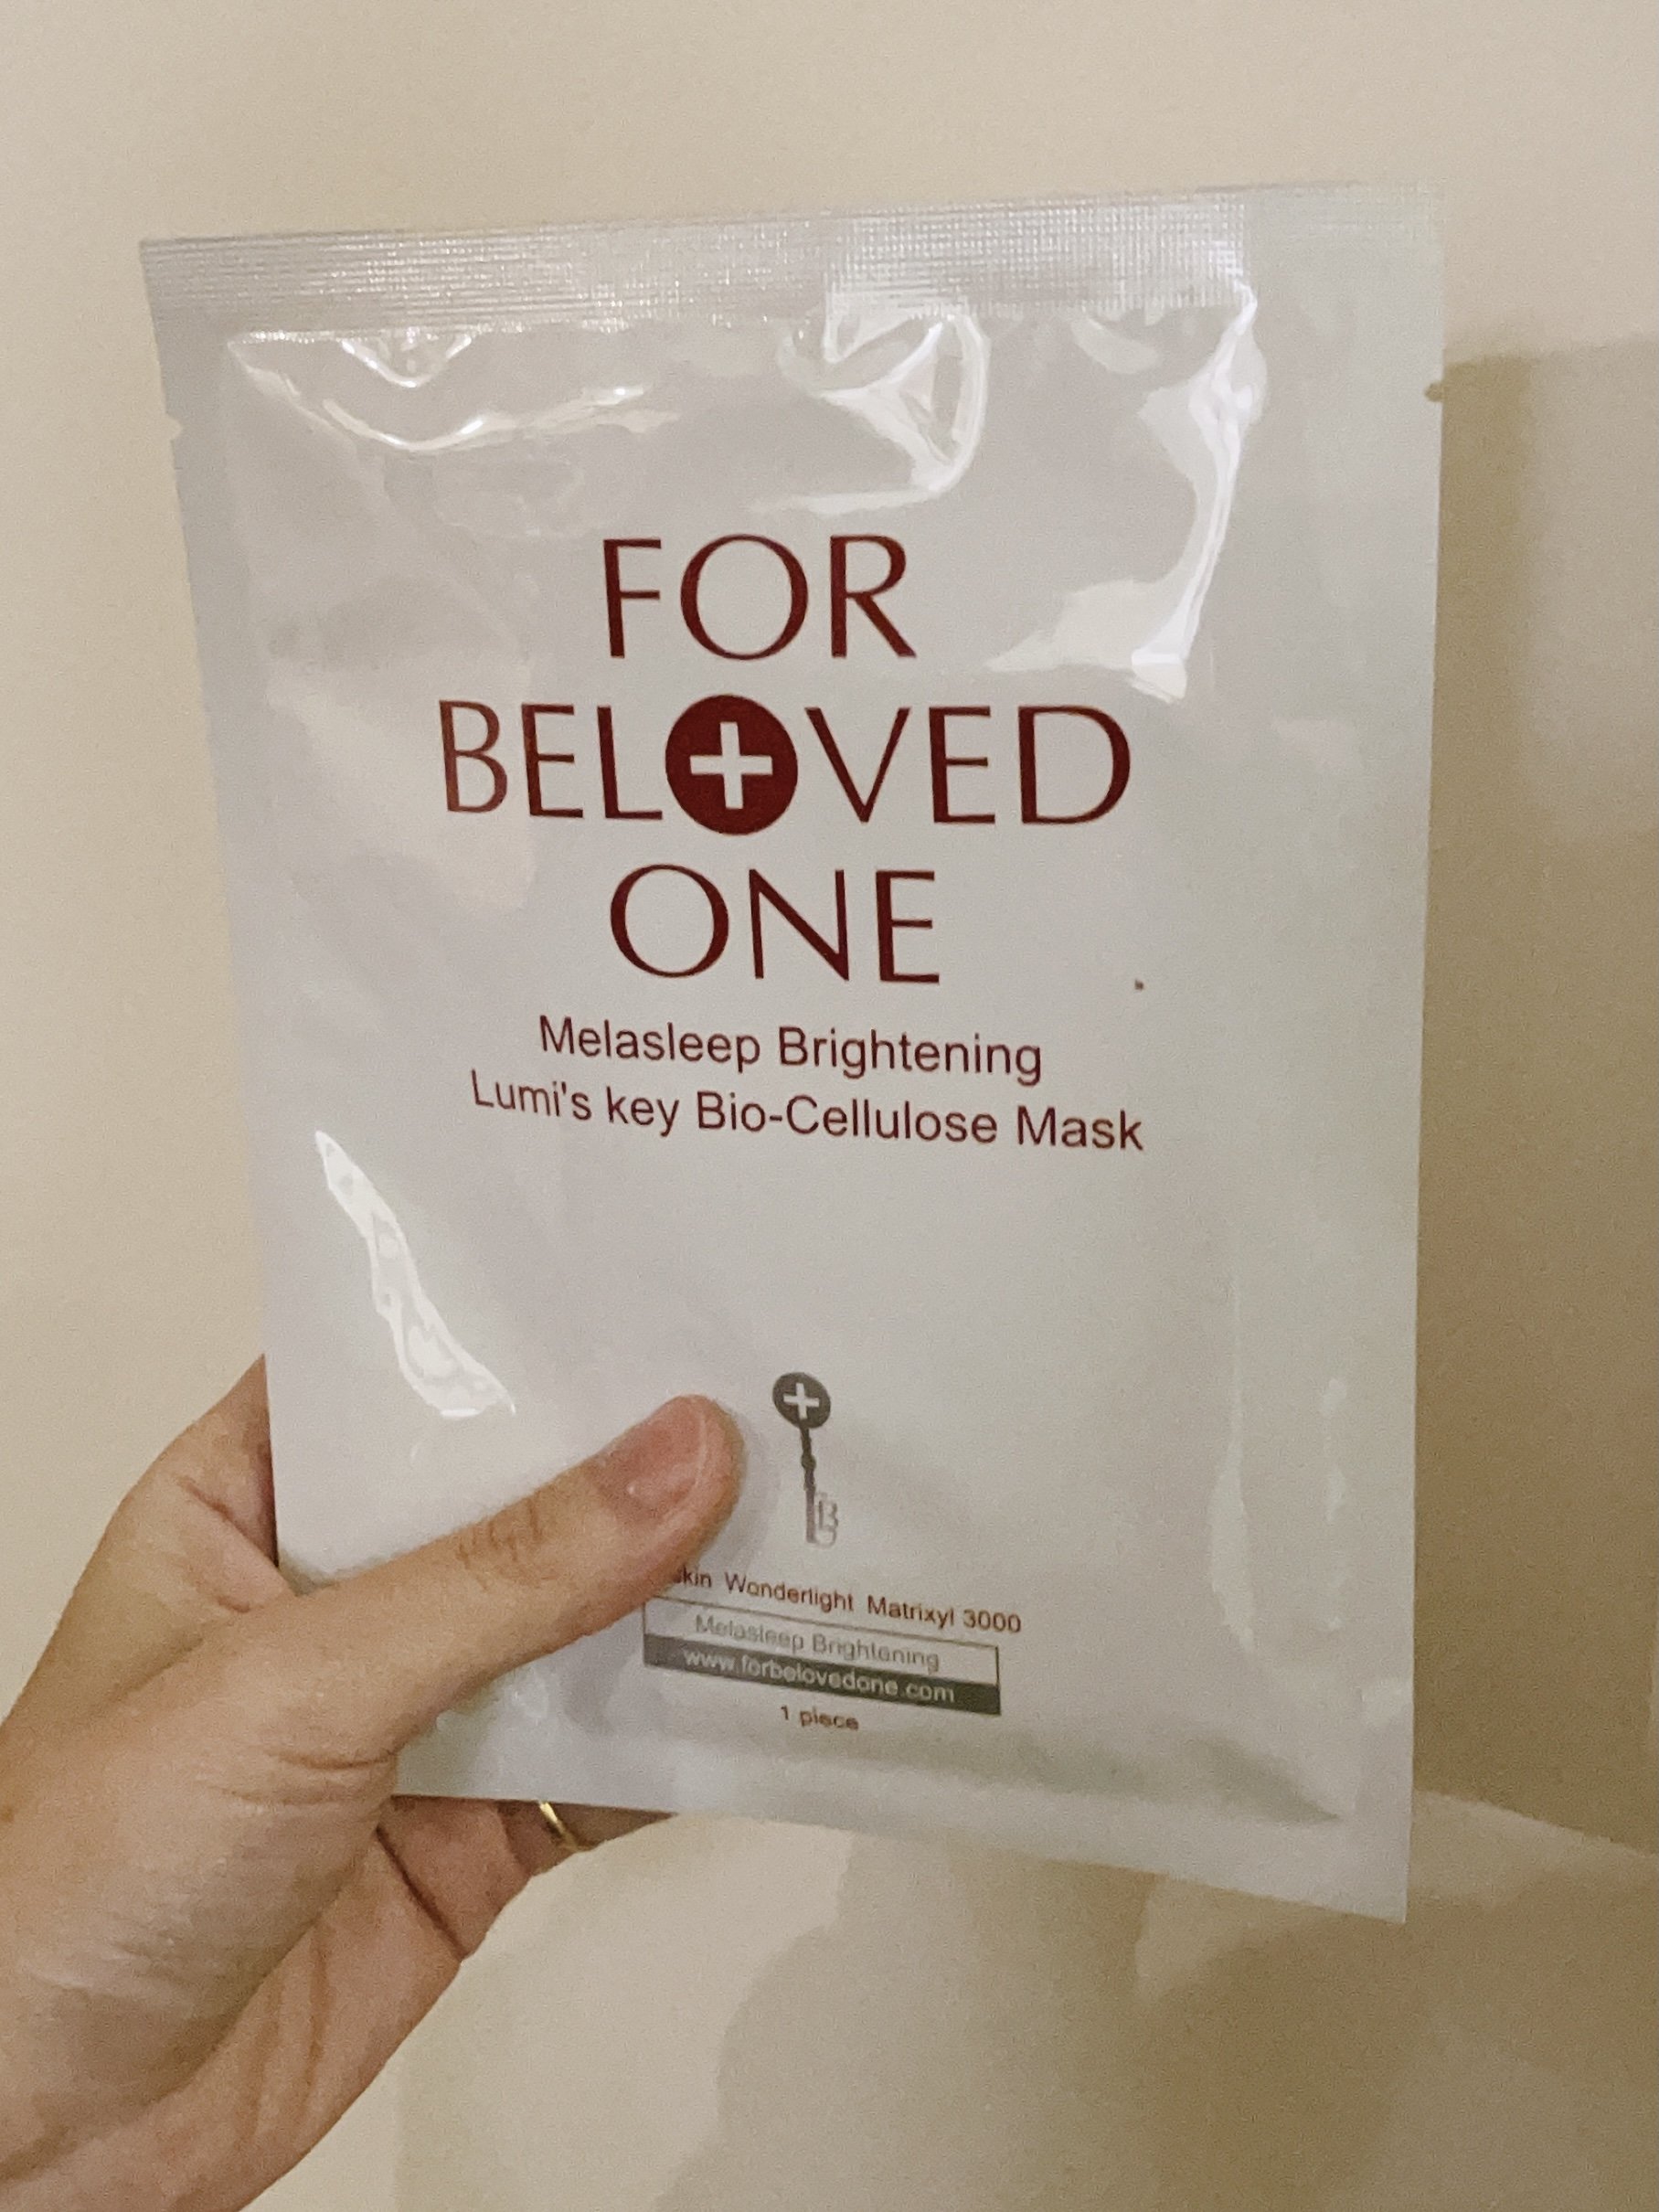 FOR
BELOVED
ONE
Melasleep Brightening
Lumi's key Bio-Cellulose Mask
Wonderlight Matrixyl 3000
Melasleep Brightening
www.forbelovedone.com
1 piece